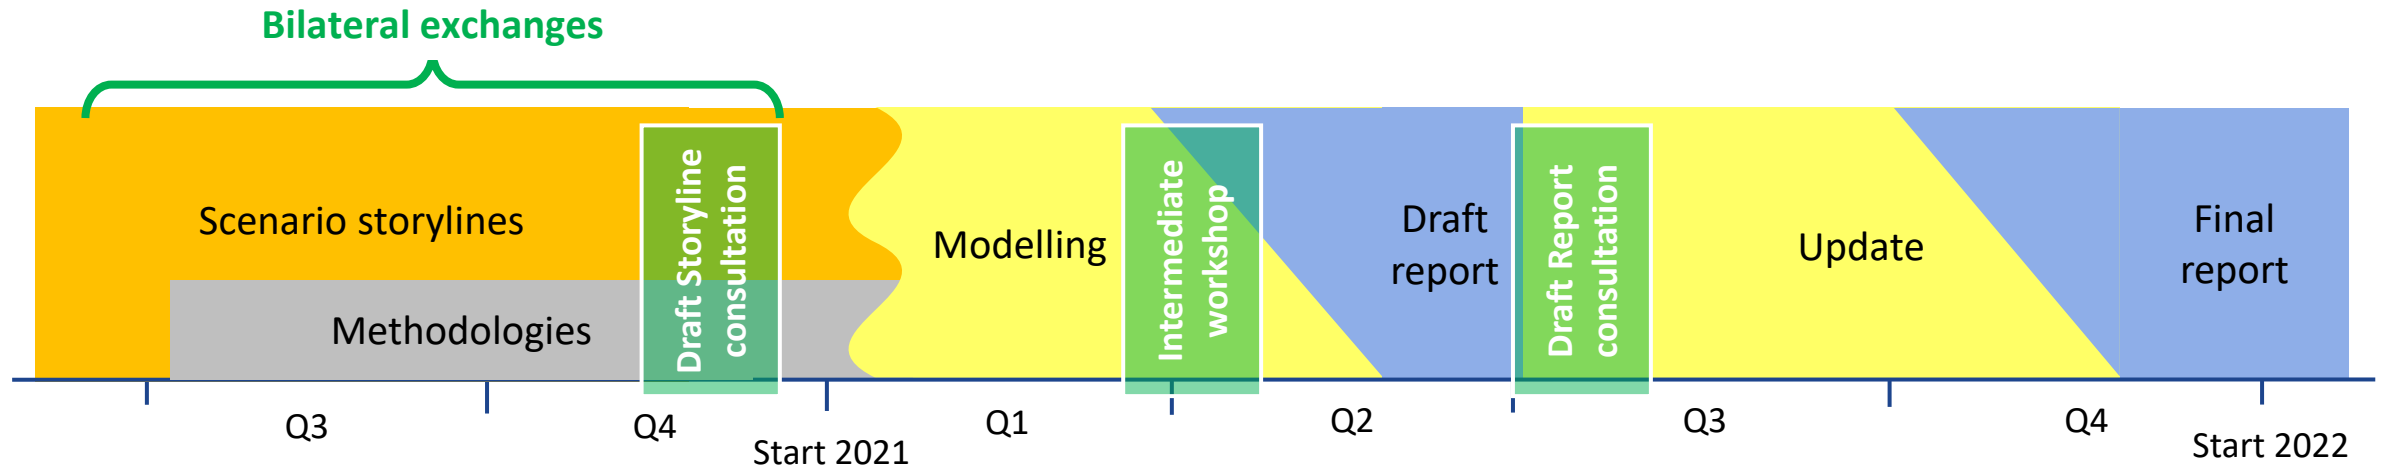 Bilateral exchanges
Scenario storylines
Methodologies
Draft Storyline
consultation
Modelling
Intermediate
workshop
Draft
report
Draft Report
consultation
Update
Final
report
Q3
Q4
Start 2021
Q1
Q2
Q3
Q4
Start 2022